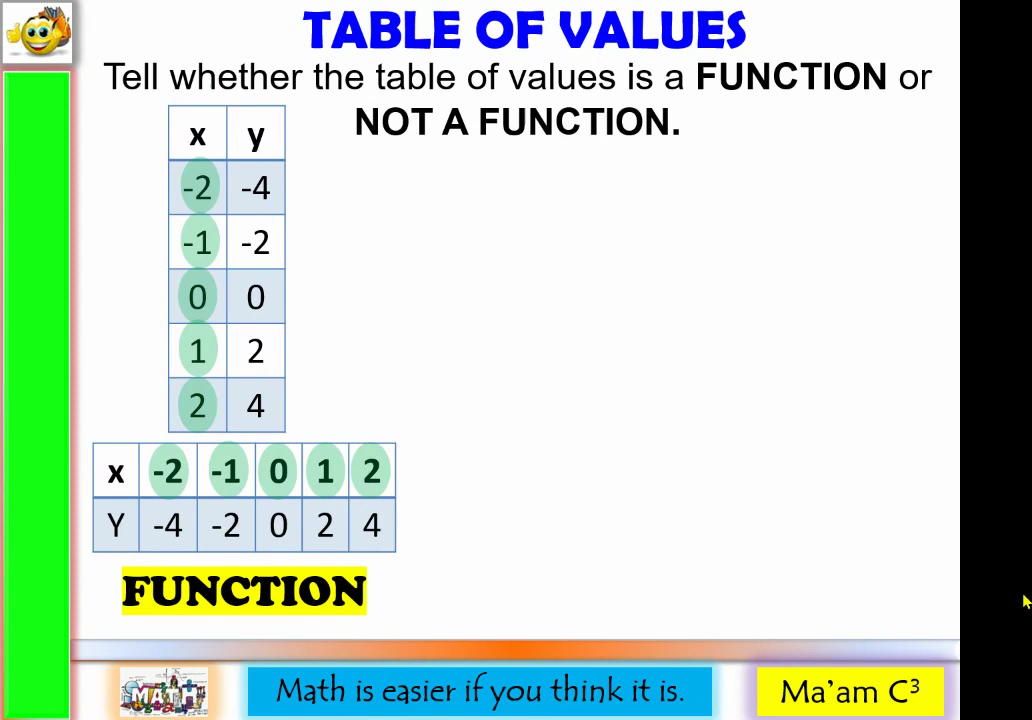 TABLE OF VALUES
Tell whether the table of values is a FUNCTION or
NOT A FUNCTION.
x y
-2 -4
-1 -2
0 0
1 2
2 4
x -2 -1 0 1 2
Y -4 -2 0 2 4
FUNCTION
MATH
Math is easier if you think it is.
Ma’am C³